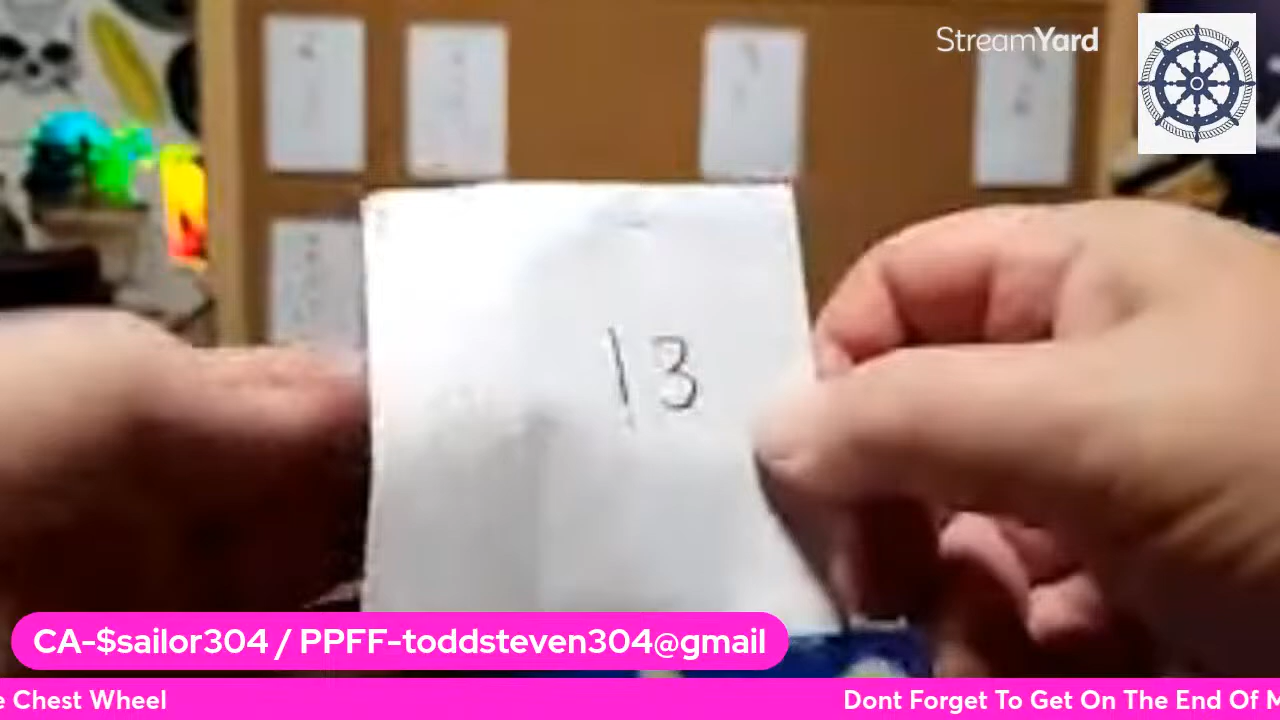 StreamYard
13
CA-$sailor304 / PPFF-toddsteven304@gmail
e Chest Wheel
Dont Forget To Get On The End Of M